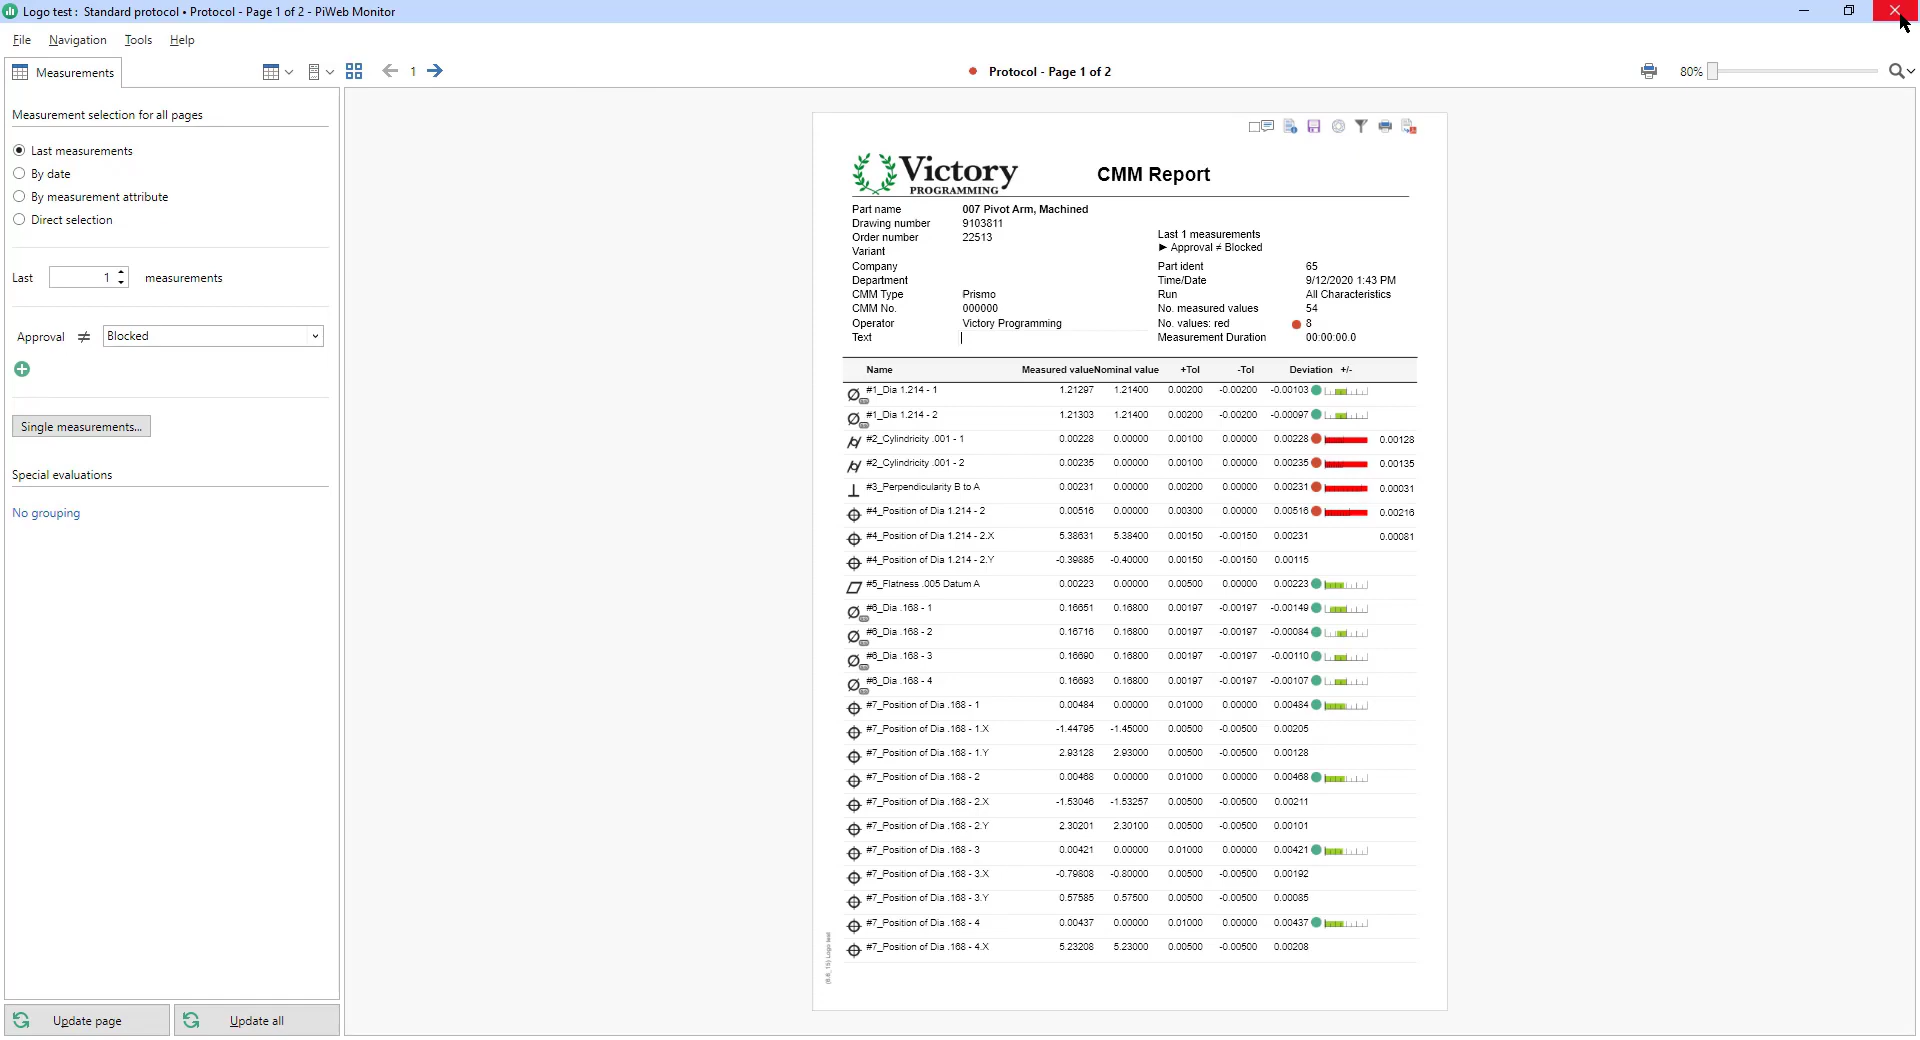 Logo test : Standard protocol • Protocol - Page 1 of 2 - PiWeb Monitor
File Navigation Tools Help
Measurements
1
Protocol - Page 1 of 2
80%
Measurement selection for all pages
Last measurements
By date
By measurement attribute
Direct selection
Last 1 measurements
Approval ≠ Blocked
Single measurements...
Special evaluations
No grouping
Update page
Update all
Victory
PROGRAMMING
CMM Report
Part name 007 Pivot Arm, Machined
Drawing number 9103811
Order number 22513
Variant
Company
Department
CMM Type Prismo
CMM No. 000000
Operator Victory Programming
Text
Last 1 measurements
► Approval ≠ Blocked
Part ident 65
Time/Date 9/12/2020 1:43 PM
Run All Characteristics
No. measured values 54
No. values: red 8
Measurement Duration 00:00:00.0
Name Measured value Nominal value +Tol -Tol Deviation +/-
#1_Dia 1.214 - 1 1.21297 1.21400 0.00200 -0.00200 -0.00103
#1_Dia 1.214 - 2 1.21303 1.21400 0.00200 -0.00200 -0.00097
#2_Cylindricity .001 - 1 0.00228 0.00000 0.00100 0.00000 0.00228 0.00128
#2_Cylindricity .001 - 2 0.00235 0.00000 0.00100 0.00000 0.00235 0.00135
#3_Perpendicularity B to A 0.00231 0.00000 0.00200 0.00000 0.00231 0.00031
#4_Position of Dia 1.214 - 2 0.00516 0.00000 0.00300 0.00000 0.00516 0.00216
#4_Position of Dia 1.214 - 2.X 5.38631 5.38400 0.00150 -0.00150 0.00231 0.00081
#4_Position of Dia 1.214 - 2.Y -0.39885 -0.40000 0.00150 -0.00150 0.00115
#5_Flatness .005 Datum A 0.00223 0.00000 0.00500 0.00000 0.00223
#6_Dia .168 - 1 0.16651 0.16800 0.00197 -0.00197 -0.00149
#6_Dia .168 - 2 0.16716 0.16800 0.00197 -0.00197 -0.00084
#6_Dia .168 - 3 0.16690 0.16800 0.00197 -0.00197 -0.00110
#6_Dia .168 - 4 0.16693 0.16800 0.00197 -0.00197 -0.00107
#7_Position of Dia .168 - 1 0.00484 0.00000 0.01000 0.00000 0.00484
#7_Position of Dia .168 - 1.X -1.44795 -1.45000 0.00500 -0.00500 0.00205
#7_Position of Dia .168 - 1.Y 2.93128 2.93000 0.00500 -0.00500 0.00128
#7_Position of Dia .168 - 2 0.00468 0.00000 0.01000 0.00000 0.00468
#7_Position of Dia .168 - 2.X -1.53046 -1.53257 0.00500 -0.00500 0.00211
#7_Position of Dia .168 - 2.Y 2.30201 2.30100 0.00500 -0.00500 0.00101
#7_Position of Dia .168 - 3 0.00421 0.00000 0.01000 0.00000 0.00421
#7_Position of Dia .168 - 3.X -0.79808 -0.80000 0.00500 -0.00500 0.00192
#7_Position of Dia .168 - 3.Y 0.57585 0.57500 0.00500 -0.00500 0.00085
#7_Position of Dia .168 - 4 0.00437 0.00000 0.01000 0.00000 0.00437
#7_Position of Dia .168 - 4.X 5.23208 5.23000 0.00500 -0.00500 0.00208
Logo test